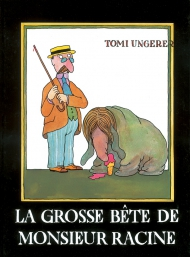 TOMI UNGERER
LA GROSSE BÊTE DE
MONSIEUR RACINE